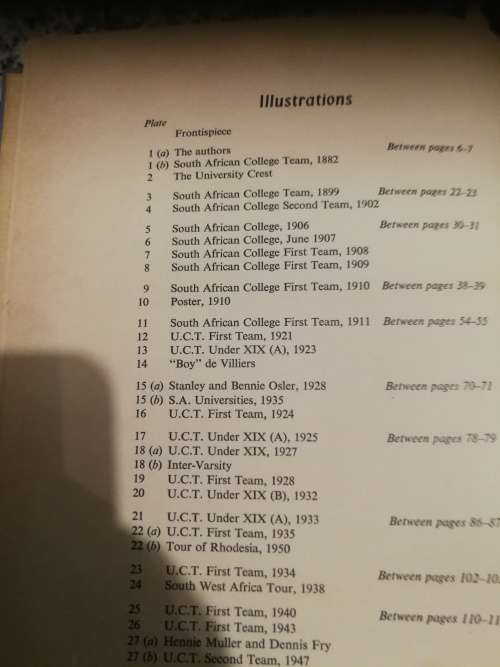 Illustrations
Plate
Frontispiece
1 (a) The authors Between pages 6-7
1 (b) South African College Team, 1882
2 The University Crest
3 South African College Team, 1899 Between pages 22-23
4 South African College Second Team, 1902
5 South African College, 1906 Between pages 30-31
6 South African College, June 1907
7 South African College First Team, 1908
8 South African College First Team, 1909
9 South African College First Team, 1910 Between pages 38-39
10 Poster, 1910
11 South African College First Team, 1911 Between pages 54-55
12 U.C.T. First Team, 1921
13 U.C.T. Under XIX (A), 1923
14 "Boy" de Villiers
15 (a) Stanley and Bennie Osler, 1928 Between pages 70-71
15 (b) S.A. Universities, 1935
16 U.C.T. First Team, 1924
17 U.C.T. Under XIX (A), 1925 Between pages 78-79
18 (a) U.C.T. Under XIX, 1927
18 (b) Inter-Varsity
19 U.C.T. First Team, 1928
20 U.C.T. Under XIX (B), 1932
21 U.C.T. Under XIX (A), 1933 Between pages 86-87
22 (a) U.C.T. First Team, 1935
22 (b) Tour of Rhodesia, 1950
23 U.C.T. First Team, 1934 Between pages 102-10
24 South West Africa Tour, 1938
25 U.C.T. First Team, 1940 Between pages 110-11
26 U.C.T. First Team, 1943
27 (a) Hennie Muller and Dennis Fry
27 (b) U.C.T. Second Team, 1947